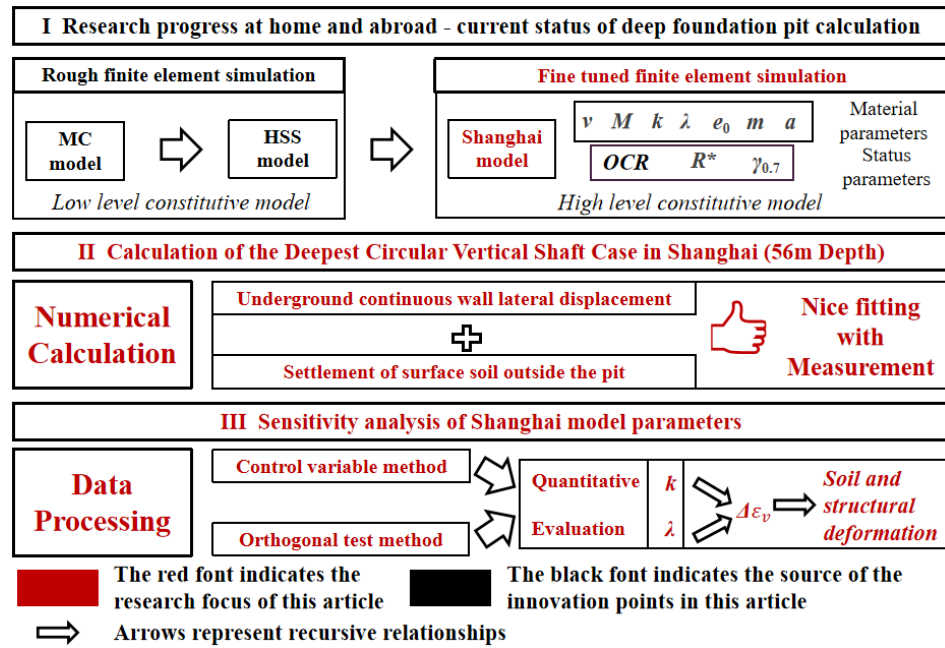 I Research progress at home and abroad - current status of deep foundation pit calculation
Rough finite element simulation
MC
model
HSS
model
Low level constitutive model
Fine tuned finite element simulation
Shanghai
model
v M k λ e0 m a
OCR R* γ0.7
Material
parameters
Status
parameters
High level constitutive model
II Calculation of the Deepest Circular Vertical Shaft Case in Shanghai (56m Depth)
Numerical
Calculation
Underground continuous wall lateral displacement
Settlement of surface soil outside the pit
Nice fitting
with
Measurement
III Sensitivity analysis of Shanghai model parameters
Data
Processing
Control variable method
Orthogonal test method
Quantitative
Evaluation
k
λ
Δεv
Soil and
structural
deformation
The red font indicates the
research focus of this article
The black font indicates the source of the
innovation points in this article
Arrows represent recursive relationships